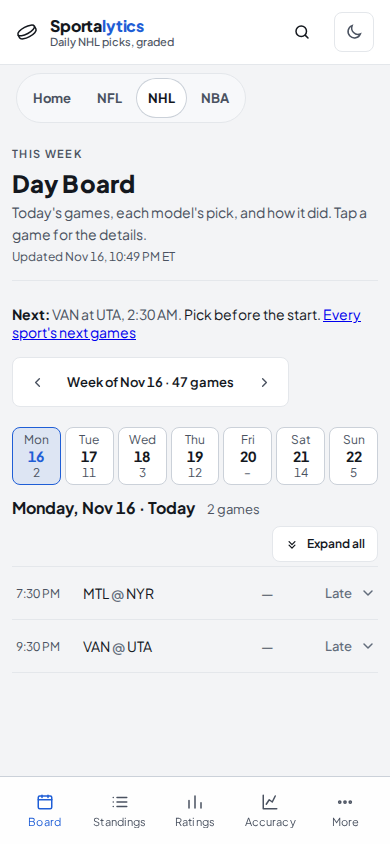 Sportalytics
Daily NHL picks, graded
Home NFL NHL NBA
THIS WEEK
Day Board
Today's games, each model's pick, and how it did. Tap a
game for the details.
Updated Nov 16, 10:49 PM ET
Next: VAN at UTA, 2:30 AM. Pick before the start. Every
sport's next games
Week of Nov 16 · 47 games
Mon Tue Wed Thu Fri Sat Sun
16 17 18 19 20 21 22
2 11 3 12 – 14 5
Monday, Nov 16 · Today 2 games
Expand all
7:30 PM MTL @ NYR — Late
9:30 PM VAN @ UTA — Late
Board Standings Ratings Accuracy More